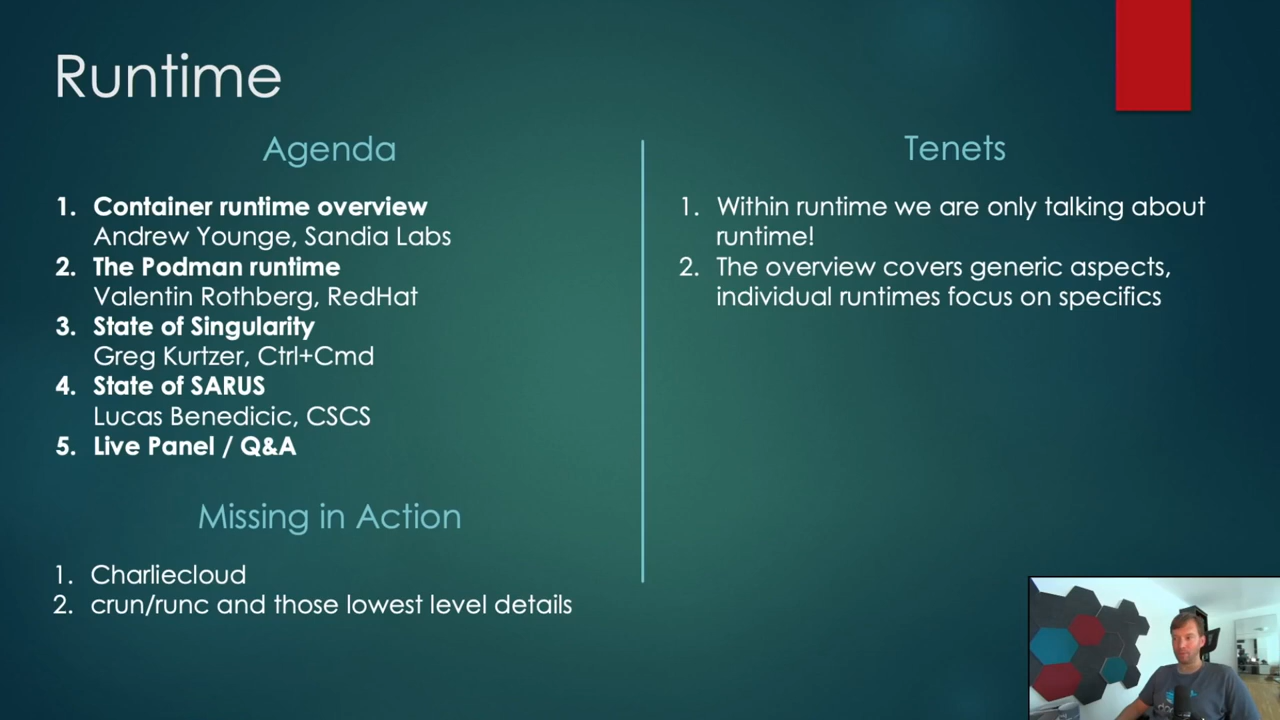 Runtime
Agenda
1. Container runtime overview
Andrew Younge, Sandia Labs
2. The Podman runtime
Valentin Rothberg, RedHat
3. State of Singularity
Greg Kurtzer, Ctrl+Cmd
4. State of SARUS
Lucas Benedicic, CSCS
5. Live Panel / Q&A
Missing in Action
1. Charliecloud
2. crun/runc and those lowest level details
Tenets
1. Within runtime we are only talking about
runtime!
2. The overview covers generic aspects,
individual runtimes focus on specifics